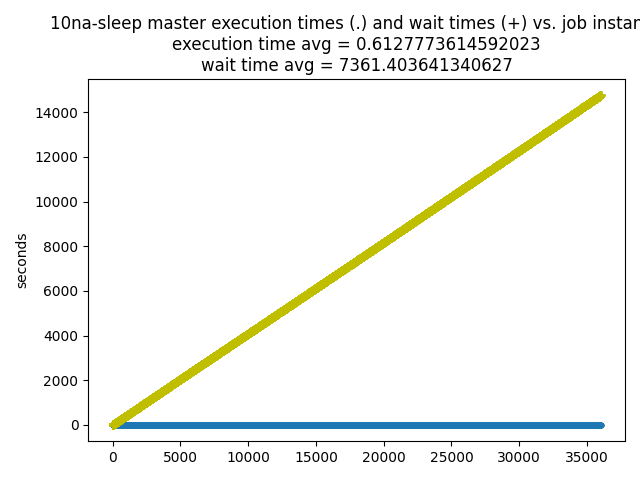 10na-sleep master execution times (.) and wait times (+) vs. job instan
execution time avg = 0.6127773614592023
wait time avg = 7361.403641340627
14000
12000
10000
8000
6000
4000
2000
0
seconds
0 5000 10000 15000 20000 25000 30000 35000